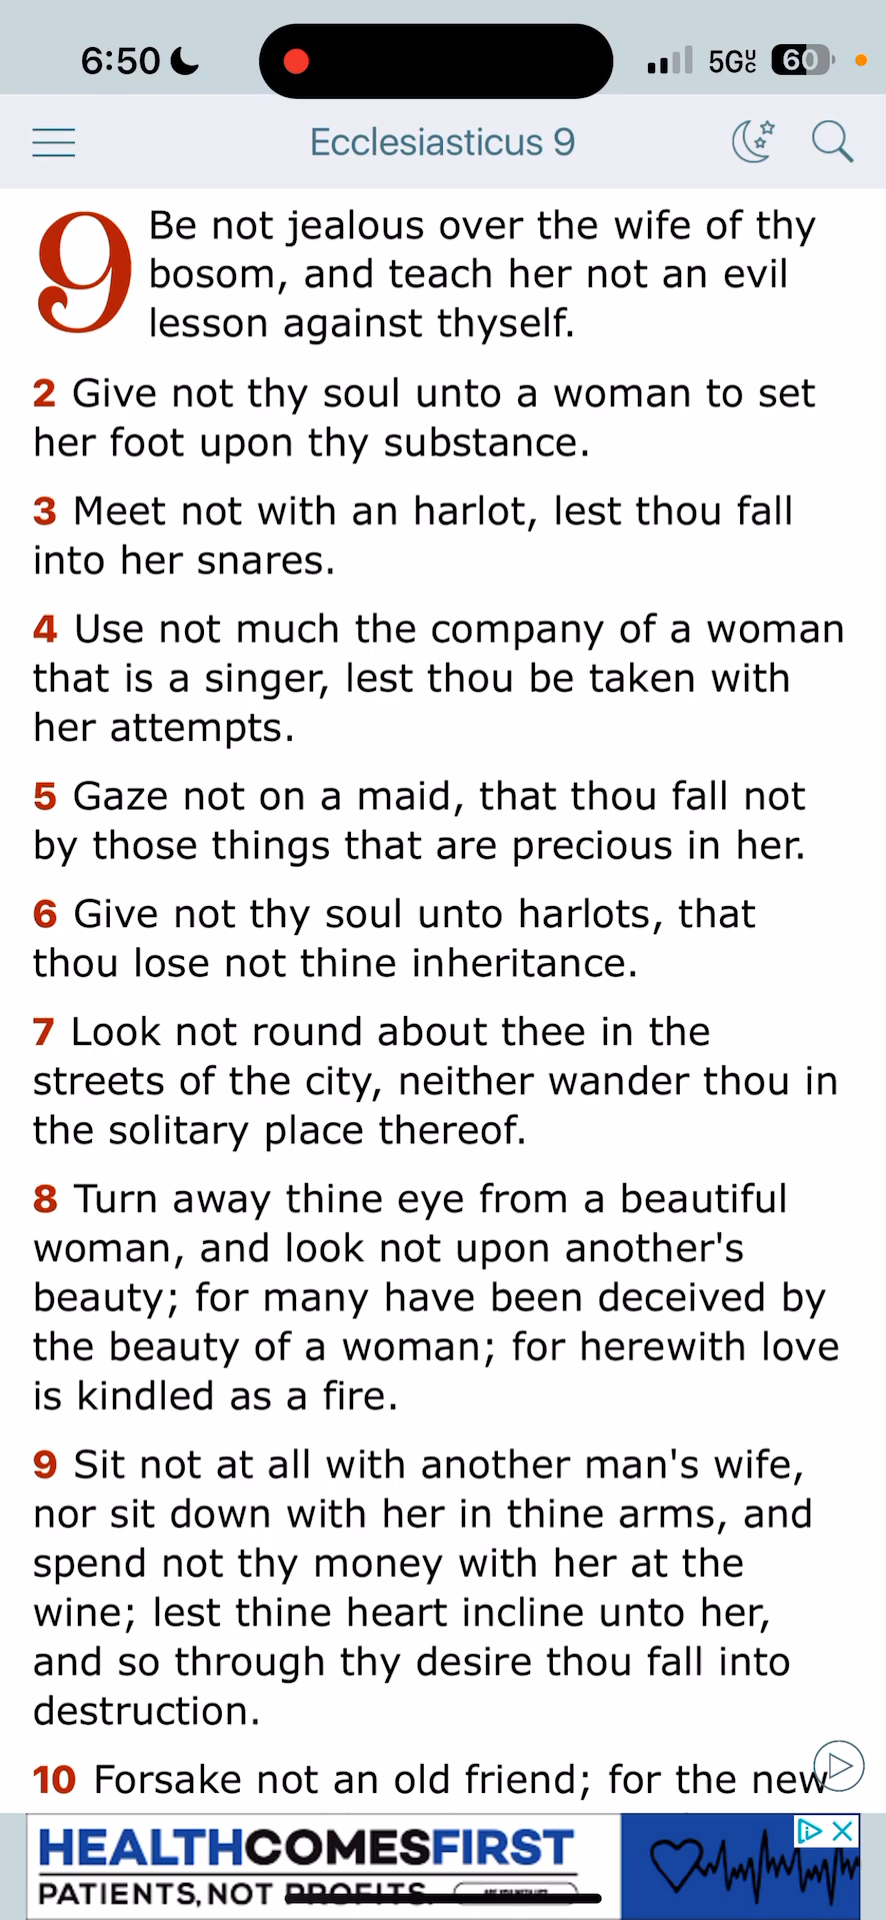 6:50
5G
60
Ecclesiasticus 9
9 Be not jealous over the wife of thy
bosom, and teach her not an evil
lesson against thyself.
2 Give not thy soul unto a woman to set
her foot upon thy substance.
3 Meet not with an harlot, lest thou fall
into her snares.
4 Use not much the company of a woman
that is a singer, lest thou be taken with
her attempts.
5 Gaze not on a maid, that thou fall not
by those things that are precious in her.
6 Give not thy soul unto harlots, that
thou lose not thine inheritance.
7 Look not round about thee in the
streets of the city, neither wander thou in
the solitary place thereof.
8 Turn away thine eye from a beautiful
woman, and look not upon another's
beauty; for many have been deceived by
the beauty of a woman; for herewith love
is kindled as a fire.
9 Sit not at all with another man's wife,
nor sit down with her in thine arms, and
spend not thy money with her at the
wine; lest thine heart incline unto her,
and so through thy desire thou fall into
destruction.
10 Forsake not an old friend; for the new
HEALTHCOMESFIRST
PATIENTS, NOT PROFITS.